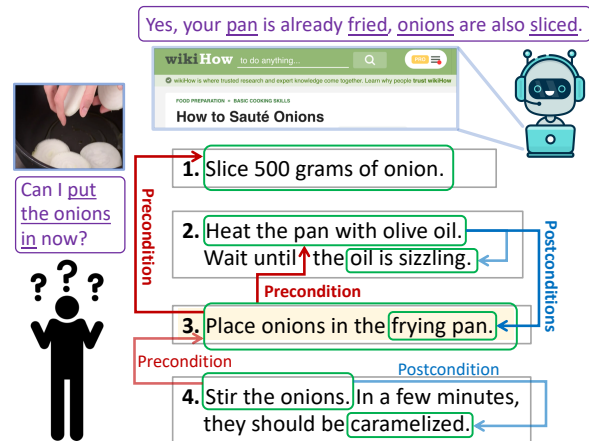 Yes, your pan is already fried, onions are also sliced.
wikiHow to do anything...
PRO
wikiHow is where trusted research and expert knowledge come together. Learn why people trust wikiHow
FOOD PREPARATION » BASIC COOKING SKILLS
How to Sauté Onions
Can I put
the onions
in now?
? ? ?
Precondition
1. Slice 500 grams of onion.
2. Heat the pan with olive oil.
Wait until the oil is sizzling.
Postconditions
Precondition
3. Place onions in the frying pan.
Precondition
Postcondition
4. Stir the onions. In a few minutes,
they should be caramelized.